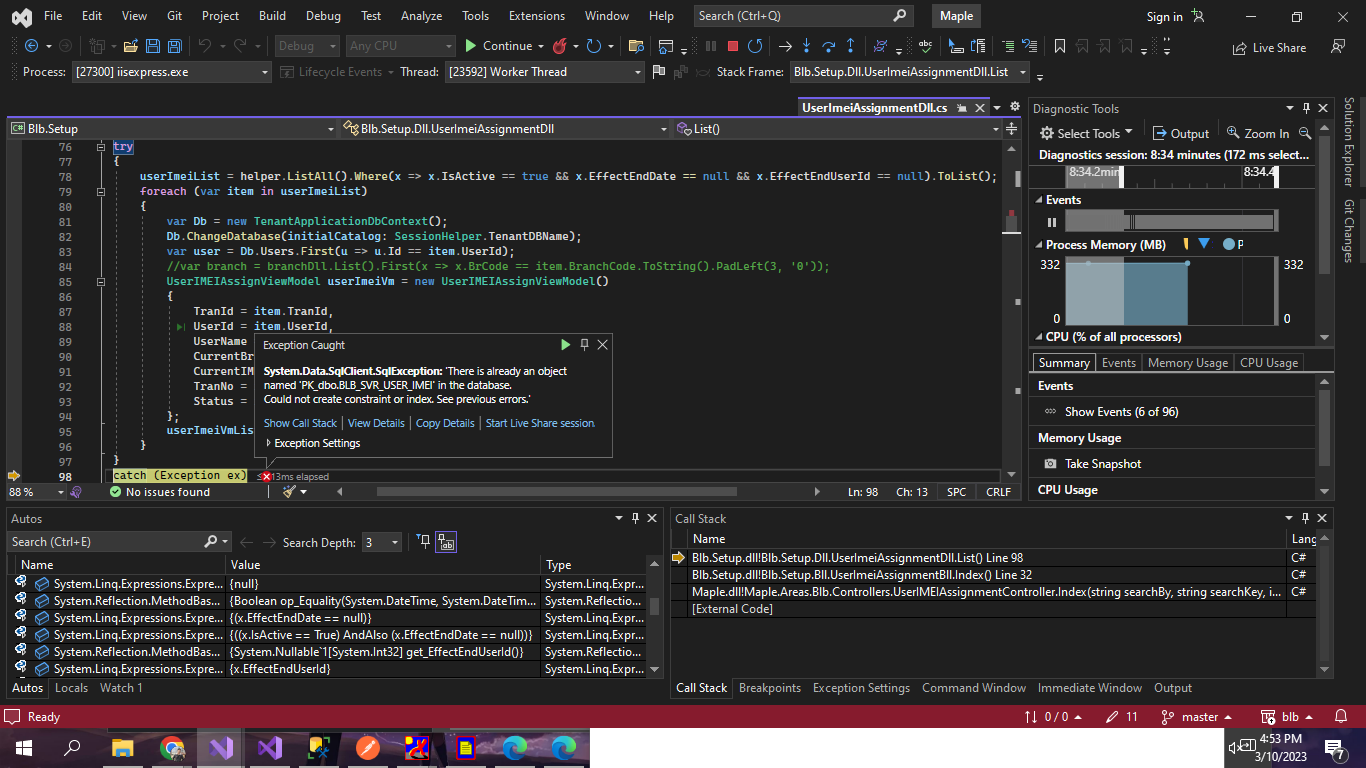 File Edit View Git Project Build Debug Test Analyze Tools Extensions Window Help Search (Ctrl+Q) Maple Sign in
Debug Any CPU Continue Live Share
Process: [27300] iisexpress.exe Lifecycle Events Thread: [23592] Worker Thread Stack Frame: Blb.Setup.Dll.UserImeiAssignmentDll.List
UserImeiAssignmentDll.cs
Blb.Setup Blb.Setup.Dll.UserImeiAssignmentDll List()
76 try
77 {
78 userImeiList = helper.ListAll().Where(x => x.IsActive == true && x.EffectEndDate == null && x.EffectEndUserId == null).ToList();
79 foreach (var item in userImeiList)
80 {
81 var Db = new TenantApplicationDbContext();
82 Db.ChangeDatabase(initialCatalog: SessionHelper.TenantDBName);
83 var user = Db.Users.First(u => u.Id == item.UserId);
84 //var branch = branchDll.List().First(x => x.BrCode == item.BranchCode.ToString().PadLeft(3, '0'));
85 UserIMEIAssignViewModel userImeiVm = new UserIMEIAssignViewModel()
86 {
87 TranId = item.TranId,
88 UserId = item.UserId,
89 UserName
90 CurrentBr
91 CurrentIM
92 TranNo =
93 Status =
94 };
95 userImeiVmLis
96 }
97 }
98 catch (Exception ex) ≤13ms elapsed
Exception Caught
System.Data.SqlClient.SqlException: 'There is already an object
named 'PK_dbo.BLB_SVR_USER_IMEI' in the database.
Could not create constraint or index. See previous errors.'
Show Call Stack | View Details | Copy Details | Start Live Share session
Exception Settings
88 % No issues found Ln: 98 Ch: 13 SPC CRLF
Diagnostic Tools
Select Tools Output Zoom In
Diagnostics session: 8:34 minutes (172 ms select...
8:34.2min 8:34.4
Events
Process Memory (MB) P
332 332
0 0
CPU (% of all processors)
Summary Events Memory Usage CPU Usage
Events
Show Events (6 of 96)
Memory Usage
Take Snapshot
CPU Usage
Solution Explorer
Git Changes
Autos
Search (Ctrl+E) Search Depth: 3
Name Value Type
System.Linq.Expressions.Expre... {null} System.Linq.Expr...
System.Reflection.MethodBas... {Boolean op_Equality(System.DateTime, System.DateTim... System.Reflectio...
System.Linq.Expressions.Expre... {(x.EffectEndDate == null)} System.Linq.Expr...
System.Linq.Expressions.Expre... {((x.IsActive == True) AndAlso (x.EffectEndDate == null))} System.Linq.Expr...
System.Reflection.MethodBas... {System.Nullable`1[System.Int32] get_EffectEndUserId()} System.Reflectio...
System.Linq.Expressions.Expre... {x.EffectEndUserId} System.Linq.Expr...
Autos Locals Watch 1
Call Stack
Name Lang
Blb.Setup.dll!Blb.Setup.Dll.UserImeiAssignmentDll.List() Line 98 C#
Blb.Setup.dll!Blb.Setup.Bll.UserImeiAssignmentBll.Index() Line 32 C#
Maple.dll!Maple.Areas.Blb.Controllers.UserIMEIAssignmentController.Index(string searchBy, string searchKey, i... C#
[External Code]
Call Stack Breakpoints Exception Settings Command Window Immediate Window Output
Ready 0 / 0 11 master blb
4:53 PM
3/10/2023
7